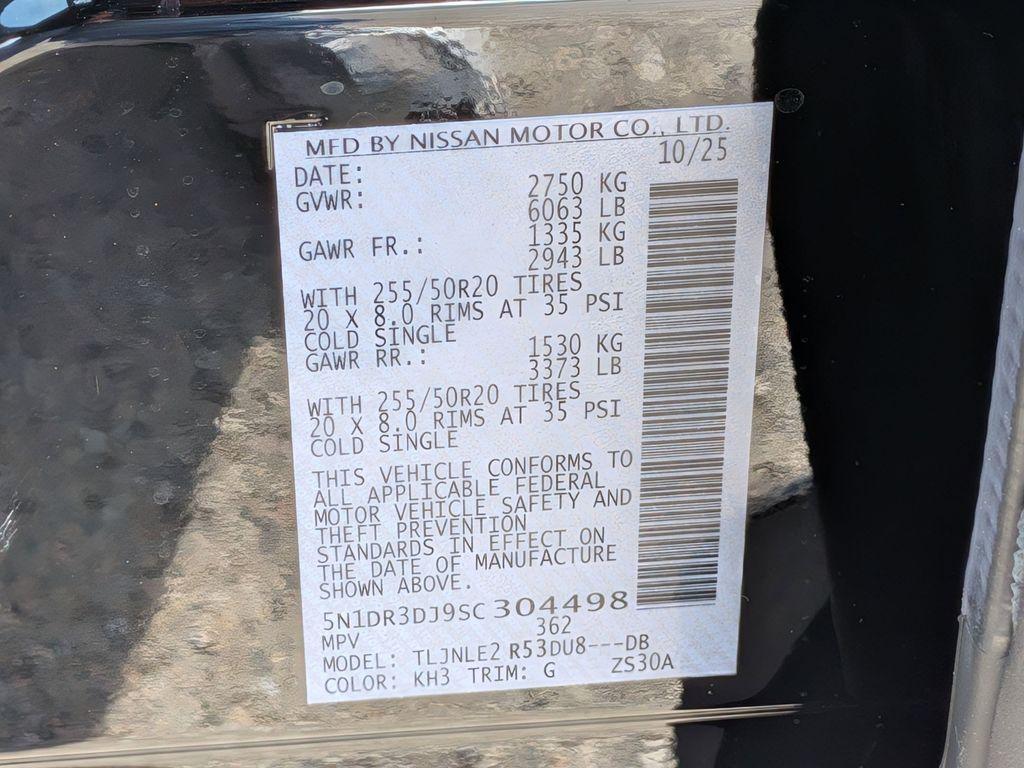 MFD BY NISSAN MOTOR CO., LTD.
DATE: 10/25
GVWR: 2750 KG
6063 LB
GAWR FR.: 1335 KG
2943 LB
WITH 255/50R20 TIRES
20 X 8.0 RIMS AT 35 PSI
COLD SINGLE
GAWR RR.: 1530 KG
3373 LB
WITH 255/50R20 TIRES
20 X 8.0 RIMS AT 35 PSI
COLD SINGLE
THIS VEHICLE CONFORMS TO
ALL APPLICABLE FEDERAL
MOTOR VEHICLE SAFETY AND
THEFT PREVENTION
STANDARDS IN EFFECT ON
THE DATE OF MANUFACTURE
SHOWN ABOVE.
5N1DR3DJ9SC304498
MPV 362
MODEL: TLJNLE2 R53DU8---DB
COLOR: KH3 TRIM: G ZS30A